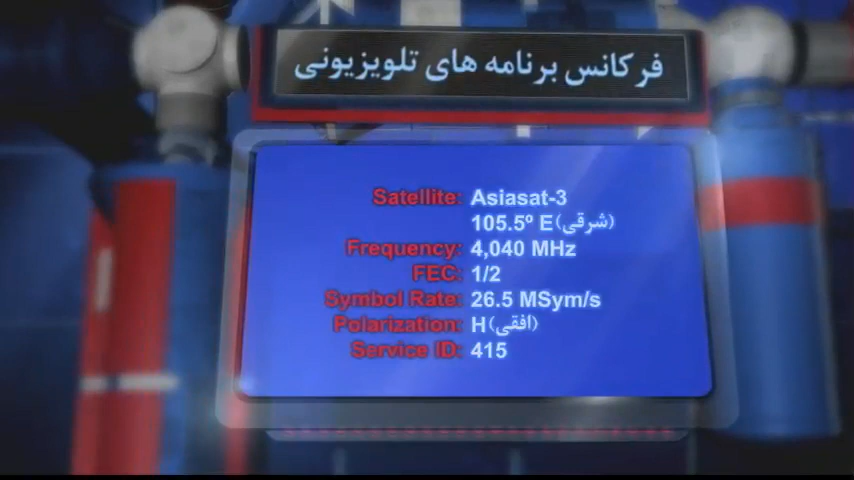 فرکانس برنامه های تلویزیونی
Satellite: Asiasat-3
105.5º E(شرقی)
Frequency: 4,040 MHz
FEC: 1/2
Symbol Rate: 26.5 MSym/s
Polarization: H(افقی)
Service ID: 415